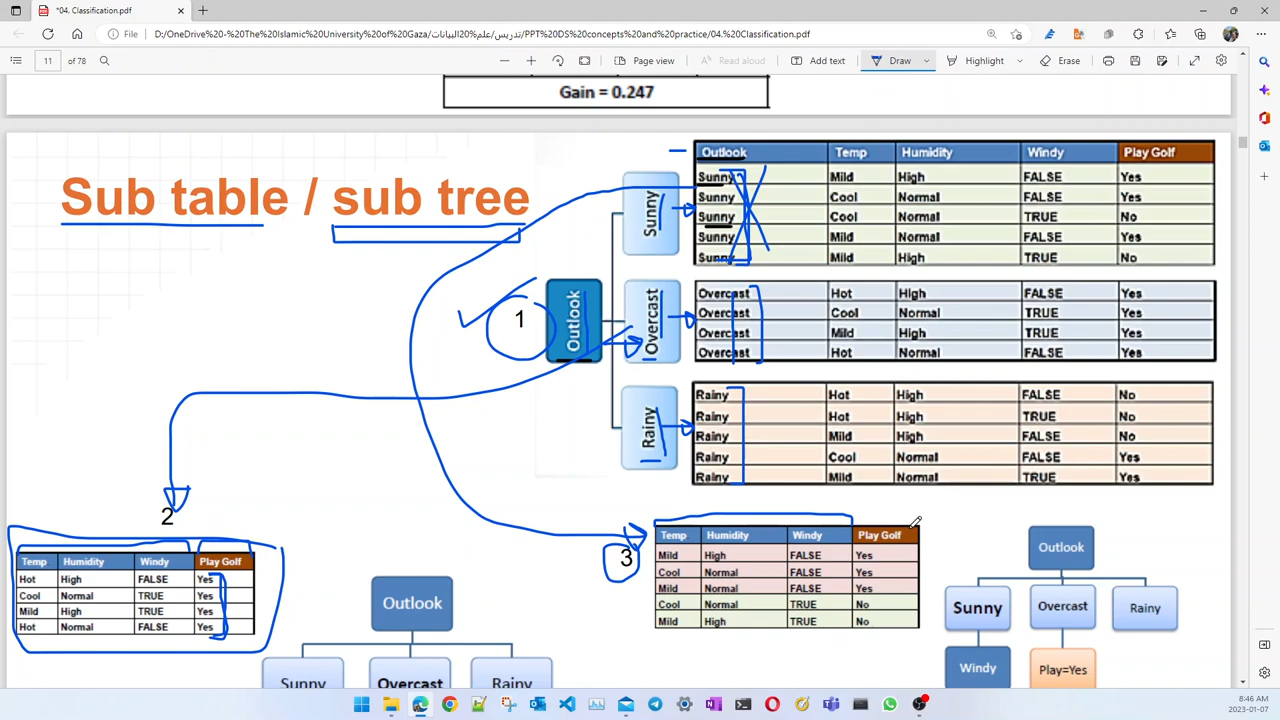 *04. Classification.pdf
File
D:/OneDrive%20-%20The%20Islamic%20University%20of%20Gaza/تدريس/علم%20البيانات/PPT%20DS%20concepts%20and%20practice/04.%20Classification.pdf
11 of 78
Page view
Read aloud
Add text
Draw
Highlight
Erase
Gain = 0.247
Sub table / sub tree
Outlook Temp Humidity Windy Play Golf
Sunny Mild High FALSE Yes
Sunny Cool Normal FALSE Yes
Sunny Cool Normal TRUE No
Sunny Mild Normal FALSE Yes
Sunny Mild High TRUE No
Sunny
Overcast Hot High FALSE Yes
Overcast Cool Normal TRUE Yes
Overcast Mild High TRUE Yes
Overcast Hot Normal FALSE Yes
1
Outlook
Overcast
Rainy Hot High FALSE No
Rainy Hot High TRUE No
Rainy Mild High FALSE No
Rainy Cool Normal FALSE Yes
Rainy Mild Normal TRUE Yes
Rainy
2
Temp Humidity Windy Play Golf
Hot High FALSE Yes
Cool Normal TRUE Yes
Mild High TRUE Yes
Hot Normal FALSE Yes
Outlook
Sunny Overcast Rainy
3
Temp Humidity Windy Play Golf
Mild High FALSE Yes
Cool Normal FALSE Yes
Mild Normal FALSE Yes
Cool Normal TRUE No
Mild High TRUE No
Outlook
Sunny Overcast Rainy
Windy Play=Yes
8:46 AM
2023-01-07